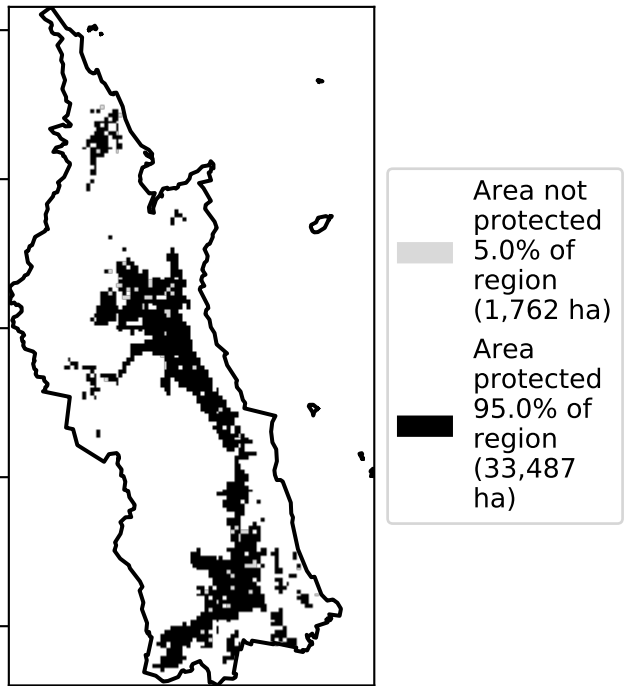 Area not
protected
5.0% of
region
(1,762 ha)
Area
protected
95.0% of
region
(33,487
ha)